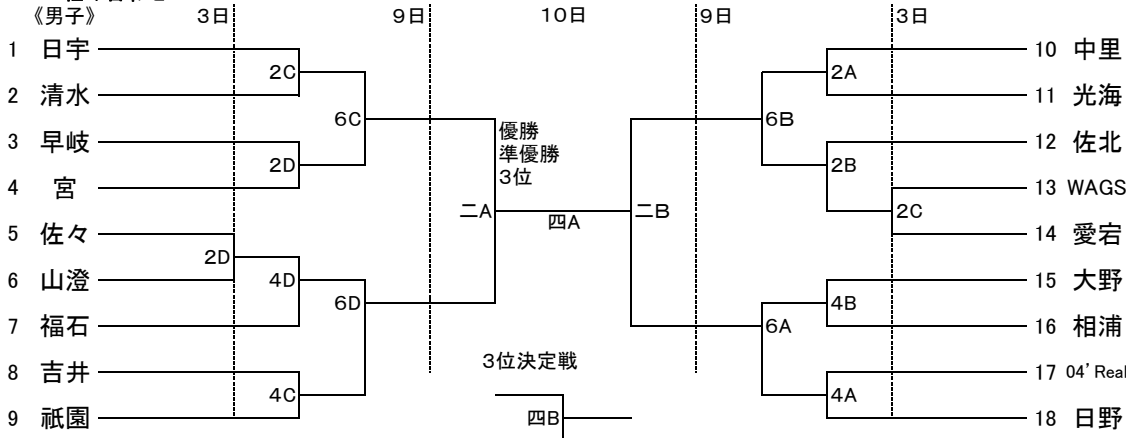 《男子》 3日 9日 10日 9日 3日
1 日宇
2 清水
3 早岐
4 宮
5 佐々
6 山澄
7 福石
8 吉井
9 祇園
2C
2D
2D
4D
4C
6C
6D
二A
優勝
準優勝
3位
四A
3位決定戦
四B
二B
6B
6A
2A
2B
2C
4B
4A
10 中里
11 光海
12 佐北
13 WAGS
14 愛宕
15 大野
16 相浦
17 04’Real
18 日野